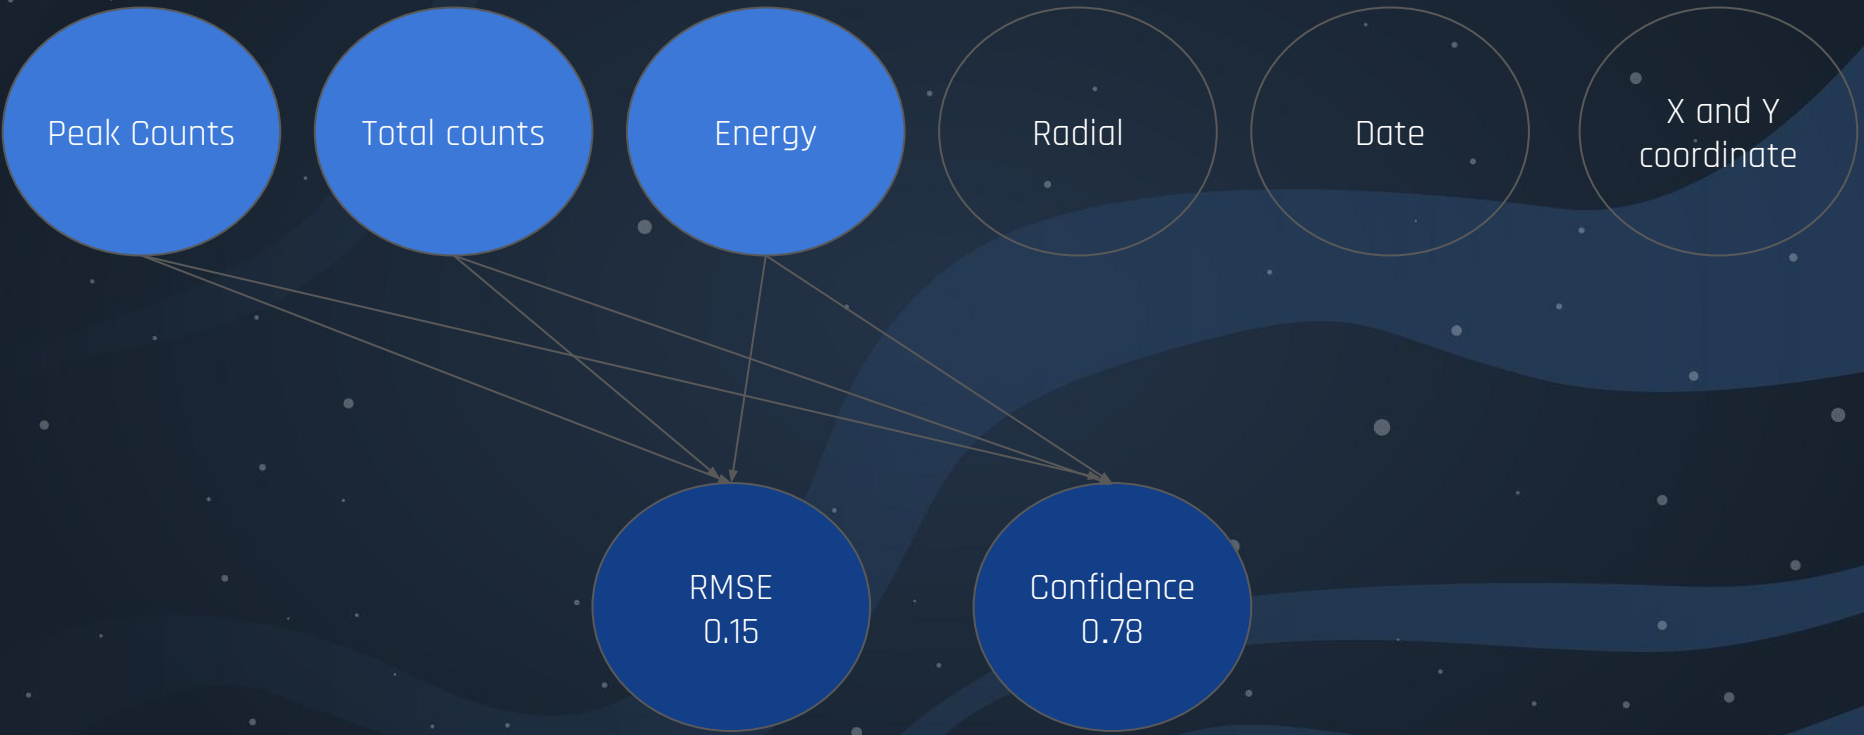 Peak Counts
Total counts
Energy
Radial
Date
X and Y
coordinate
RMSE
0.15
Confidence
0.78